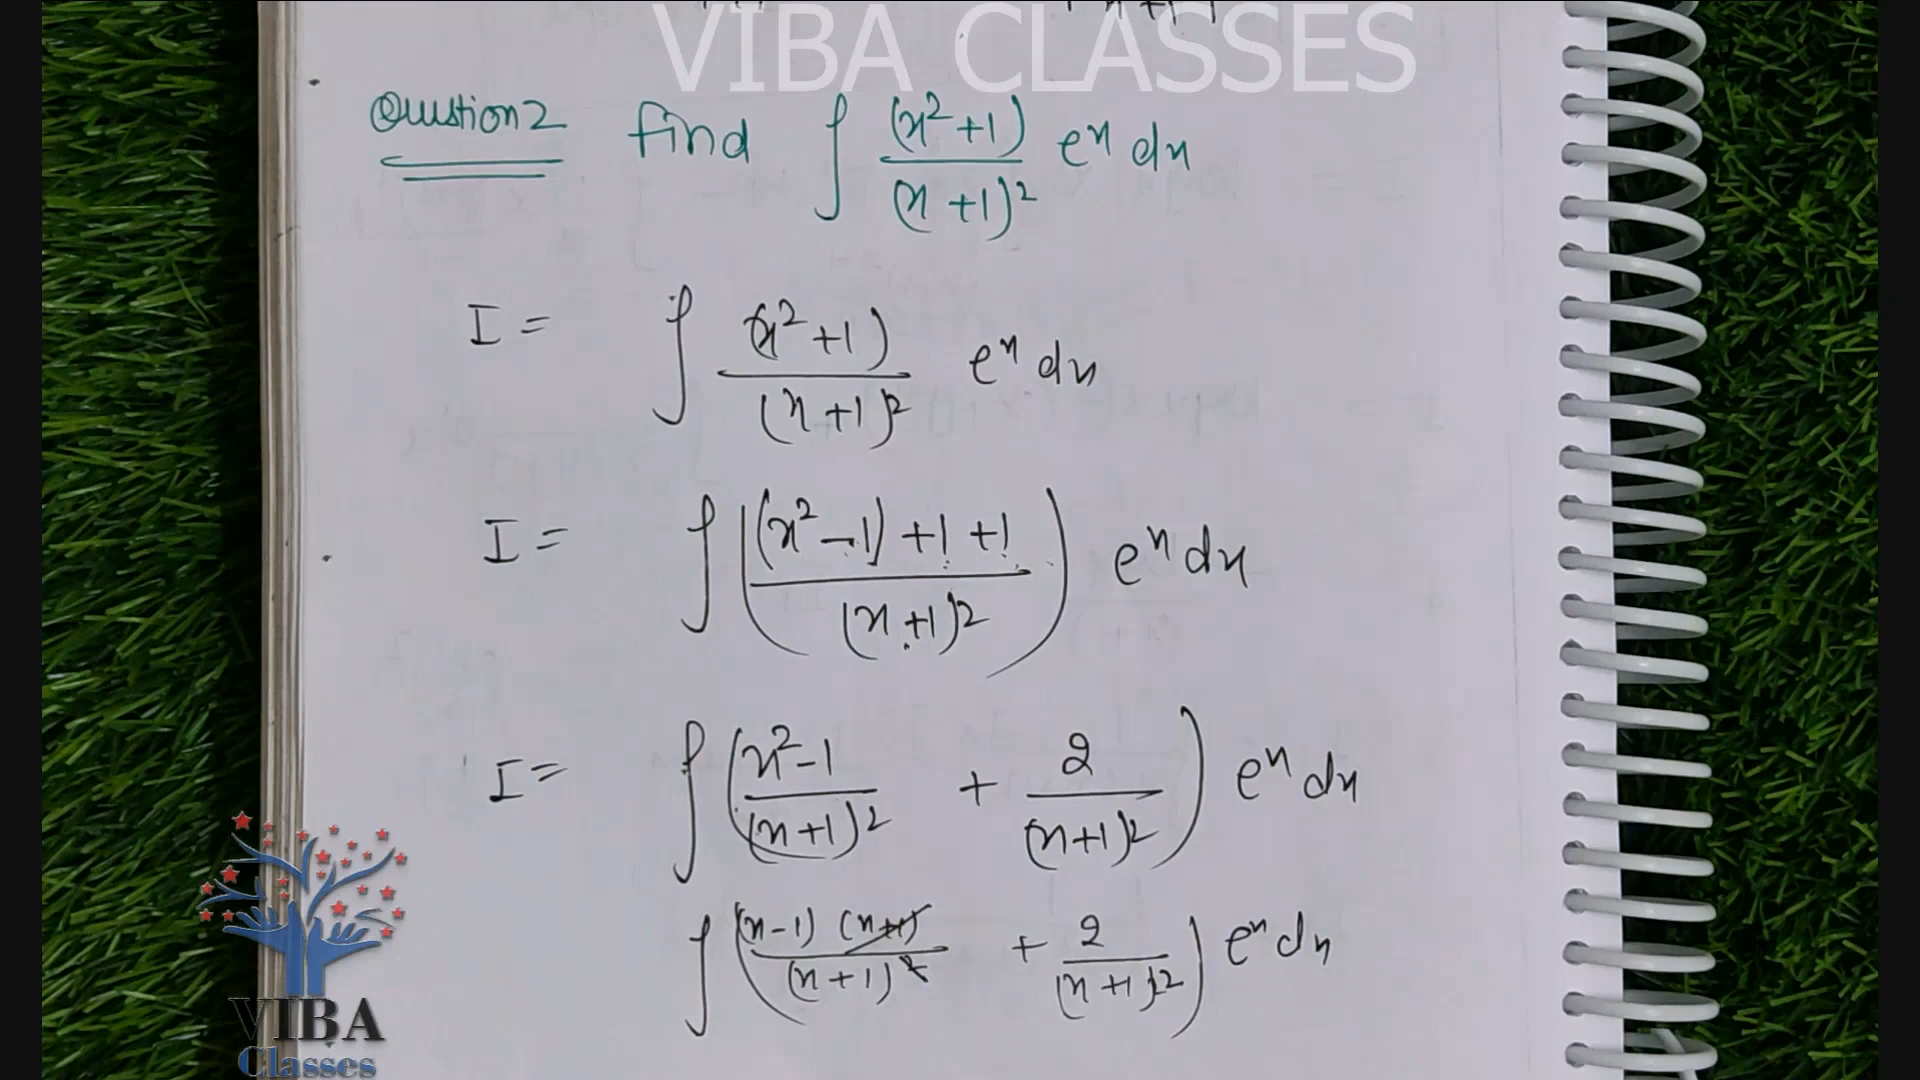 VIBA CLASSES
Question 2 find ∫ (x²+1)/(x+1)² eˣ dx
I = ∫ (x²+1)/(x+1)² eˣ dx
I = ∫ ((x²-1)+1+1)/(x+1)² eˣ dx
I = ∫ (x²-1/(x+1)² + 2/(x+1)²) eˣ dx
∫ ((x-1)(x+1)/(x+1)² + 2/(x+1)²) eˣ dx
VIBA
Classes